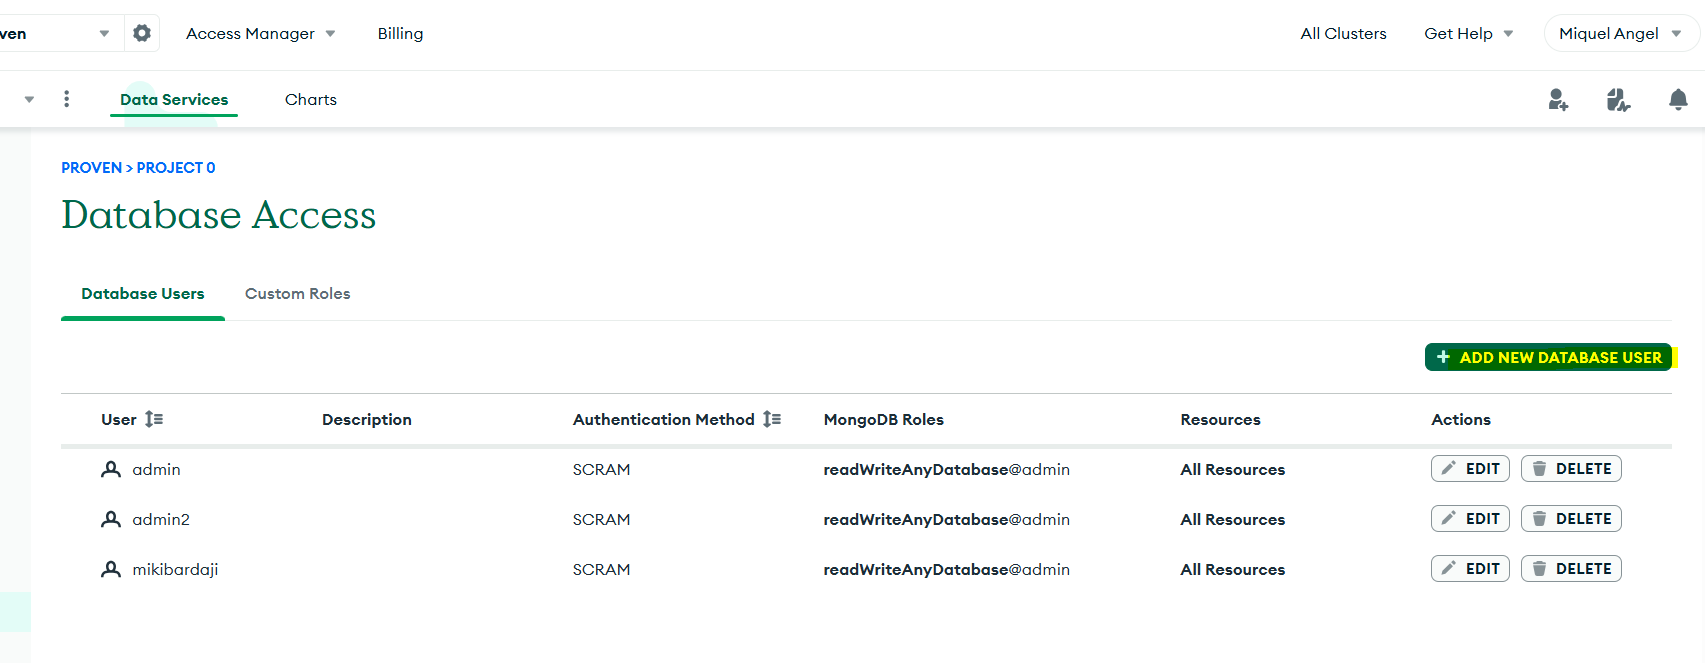 ven Access Manager Billing All Clusters Get Help Miquel Angel
Data Services Charts
PROVEN > PROJECT 0
Database Access
Database Users Custom Roles
+ ADD NEW DATABASE USER
User Description Authentication Method MongoDB Roles Resources Actions
admin SCRAM readWriteAnyDatabase@admin All Resources EDIT DELETE
admin2 SCRAM readWriteAnyDatabase@admin All Resources EDIT DELETE
mikibardaji SCRAM readWriteAnyDatabase@admin All Resources EDIT DELETE